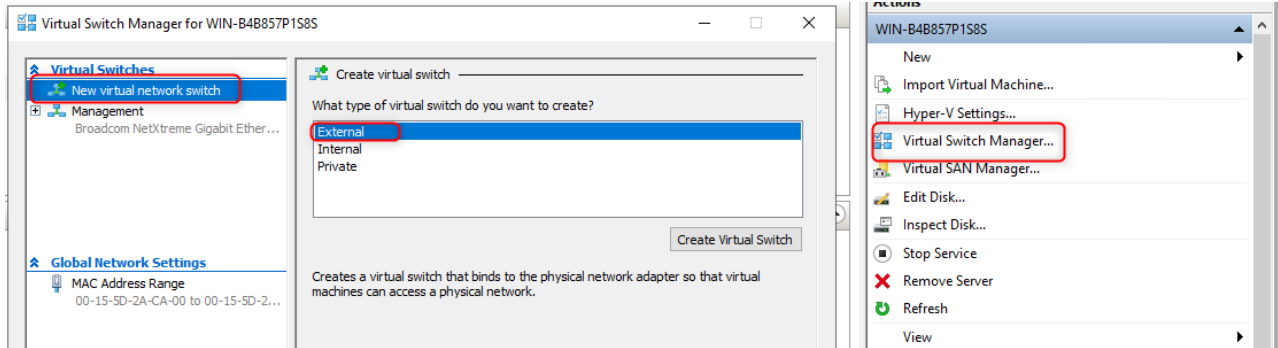 Virtual Switch Manager for WIN-B4B857P1S8S
Virtual Switches
New virtual network switch
Management
Broadcom NetXtreme Gigabit Ether...
Global Network Settings
MAC Address Range
00-15-5D-2A-CA-00 to 00-15-5D-2...
Create virtual switch
What type of virtual switch do you want to create?
External
Internal
Private
Create Virtual Switch
Creates a virtual switch that binds to the physical network adapter so that virtual
machines can access a physical network.
Actions
WIN-B4B857P1S8S
New
Import Virtual Machine...
Hyper-V Settings...
Virtual Switch Manager...
Virtual SAN Manager...
Edit Disk...
Inspect Disk...
Stop Service
Remove Server
Refresh
View